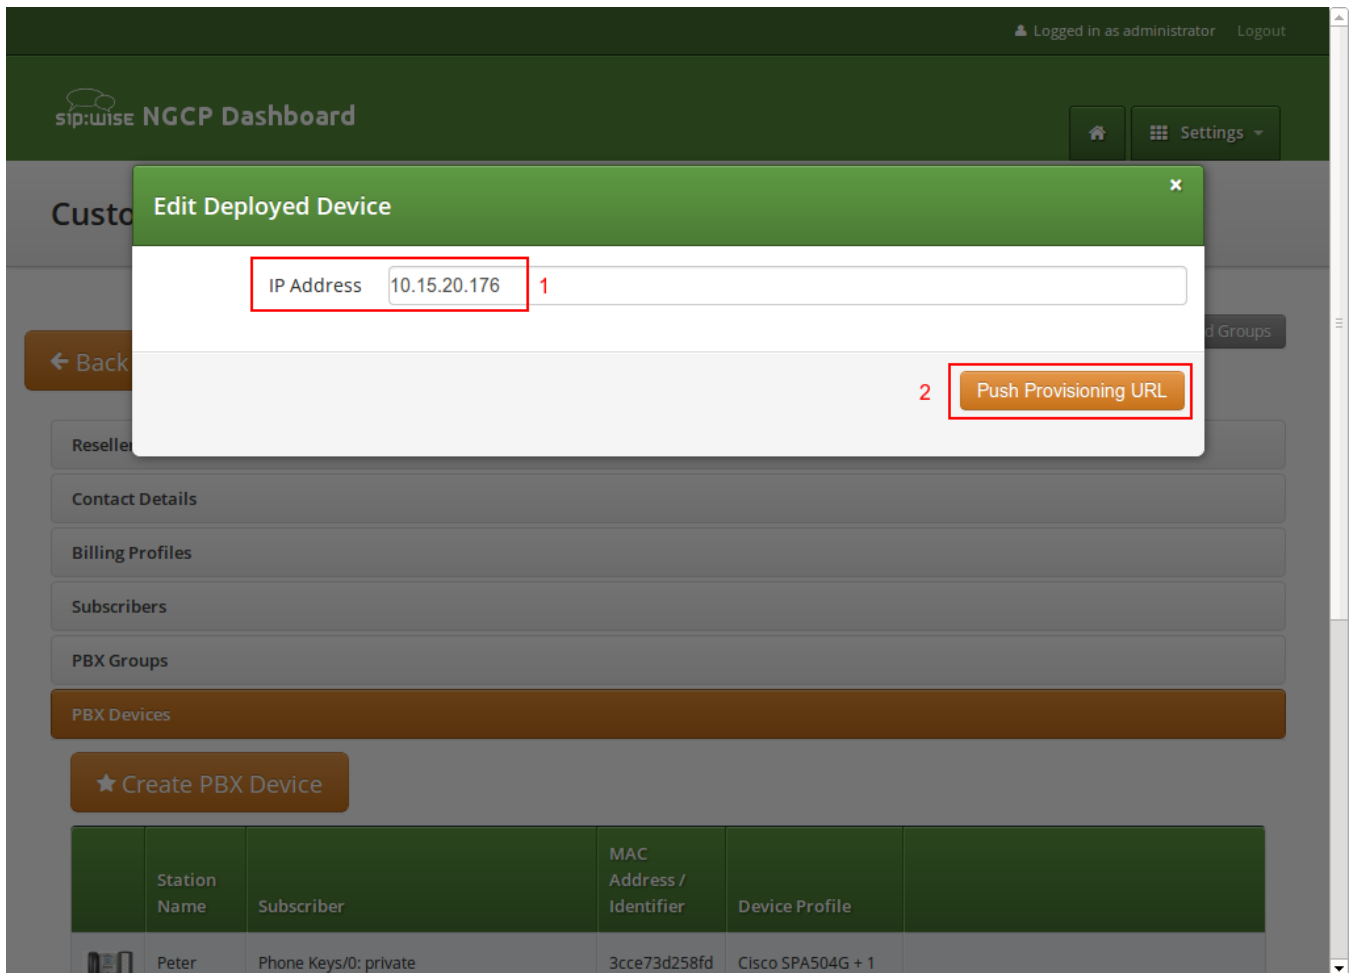 Logged in as administrator Logout
sip:wise NGCP Dashboard
Settings
Custo
Edit Deployed Device
×
IP Address 10.15.20.176 1
d Groups
Back
2 Push Provisioning URL
Reseller
Contact Details
Billing Profiles
Subscribers
PBX Groups
PBX Devices
Create PBX Device
Station Name
Subscriber
MAC Address / Identifier
Device Profile
Peter Phone Keys/0: private 3cce73d258fd Cisco SPA504G + 1